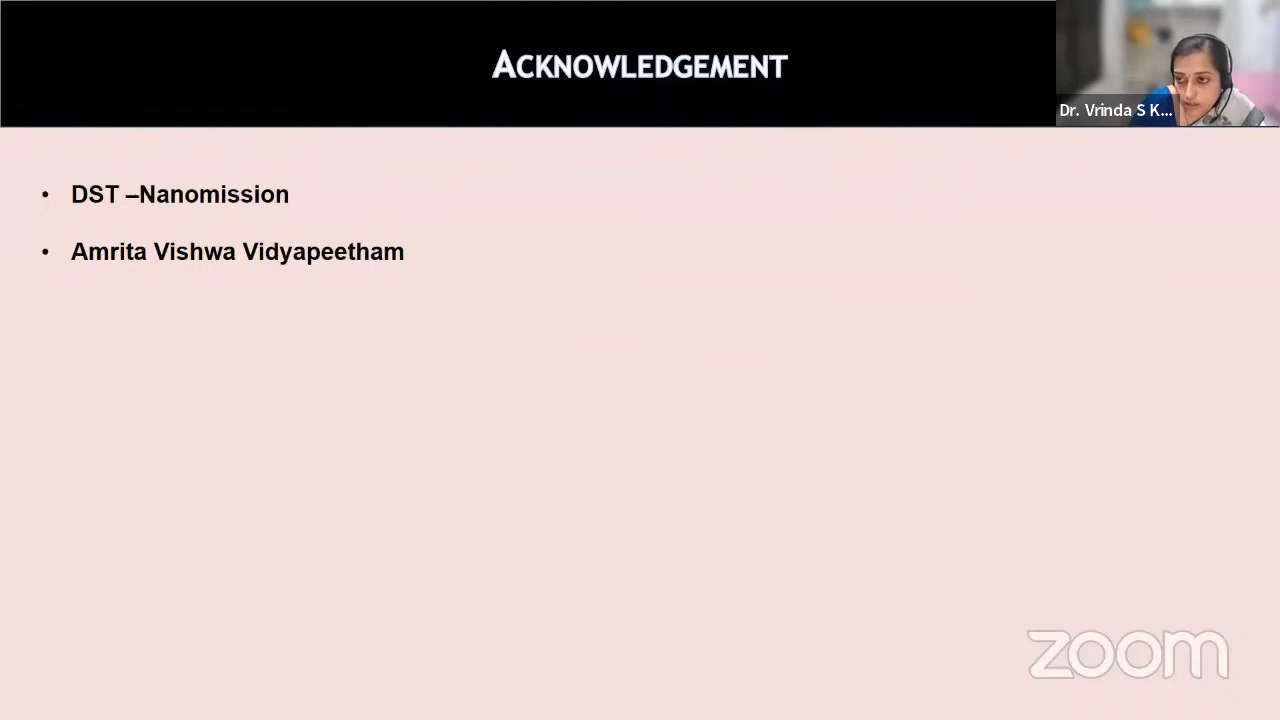 ACKNOWLEDGEMENT
Dr. Vrinda S K...
• DST –Nanomission
• Amrita Vishwa Vidyapeetham
zoom